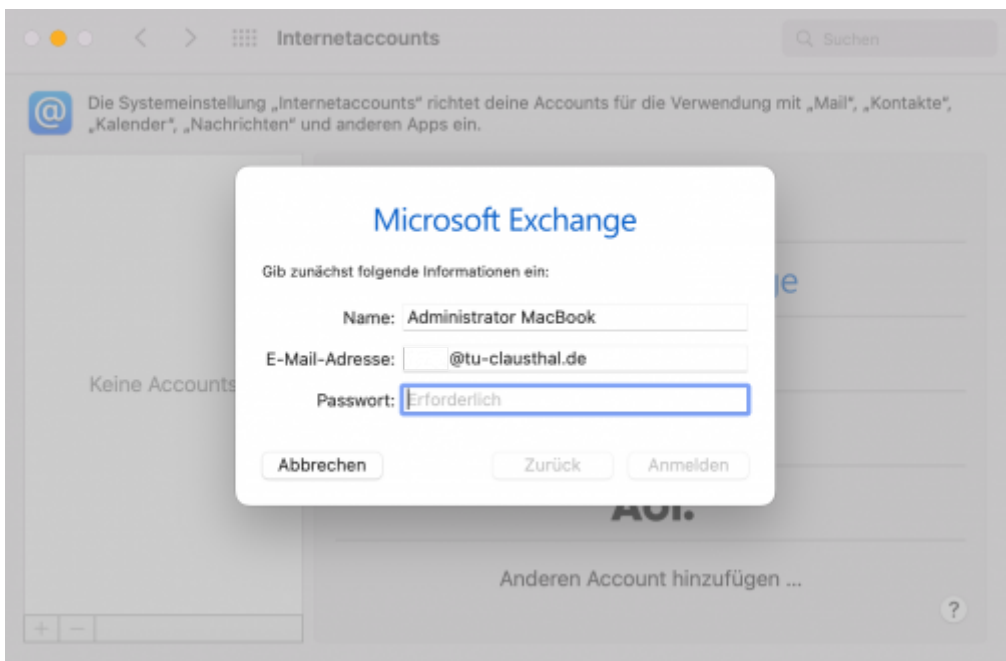 Internetaccounts
Suchen
Die Systemeinstellung „Internetaccounts“ richtet deine Accounts für die Verwendung mit „Mail“, „Kontakte“,
„Kalender“, „Nachrichten“ und anderen Apps ein.
Microsoft Exchange
Gib zunächst folgende Informationen ein:
Name: Administrator MacBook
E-Mail-Adresse: @tu-clausthal.de
Keine Accounts
Passwort: Erforderlich
Abbrechen Zurück Anmelden
Aol.
Anderen Account hinzufügen ...
?
+ −